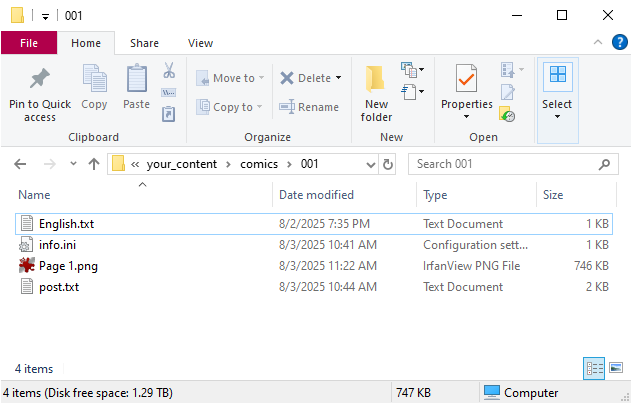 001
File Home Share View
Pin to Quick access
Copy
Paste
Clipboard
Move to
Copy to
Delete
Rename
Organize
New folder
New
Properties
Open
Select
« your_content › comics › 001
Search 001
Name Date modified Type Size
English.txt 8/2/2025 7:35 PM Text Document 1 KB
info.ini 8/3/2025 10:41 AM Configuration sett... 1 KB
Page 1.png 8/3/2025 11:22 AM IrfanView PNG File 746 KB
post.txt 8/3/2025 10:44 AM Text Document 2 KB
4 items
4 items (Disk free space: 1.29 TB) 747 KB Computer